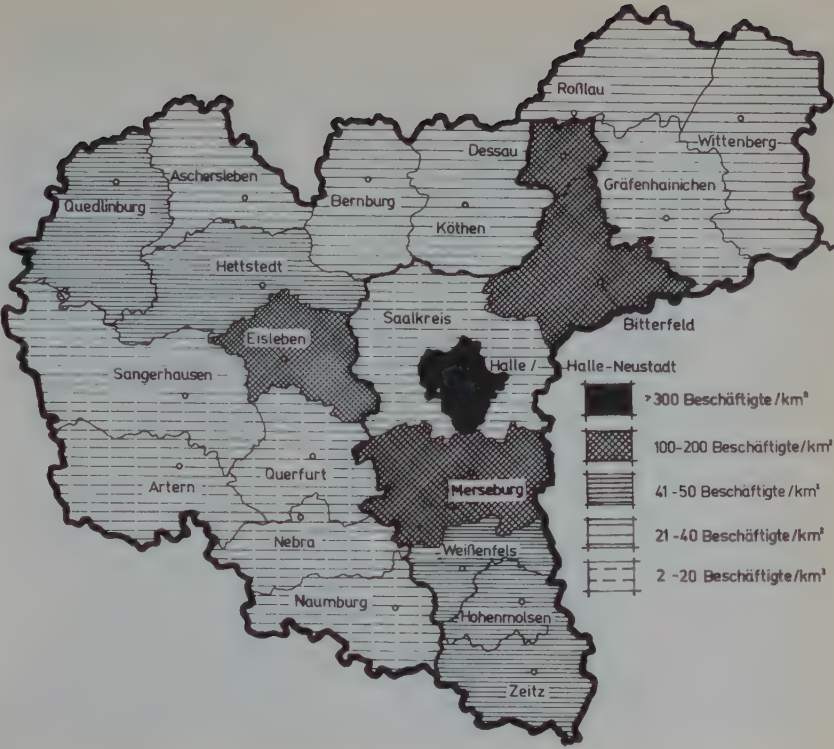 Roßlau
Wittenberg
Dessau
Gräfenhainichen
Aschersleben
Quedlinburg
Bernburg
Köthen
Hettstedt
Saalkreis
Bitterfeld
Eisleben
Halle / Halle-Neustadt
Sangerhausen
>300 Beschäftigte/km²
100-200 Beschäftigte/km²
41-50 Beschäftigte/km²
21-40 Beschäftigte/km²
2-20 Beschäftigte/km²
Querfurt
Artern
Merseburg
Nebra
Weißenfels
Naumburg
Hohenmölsen
Zeitz